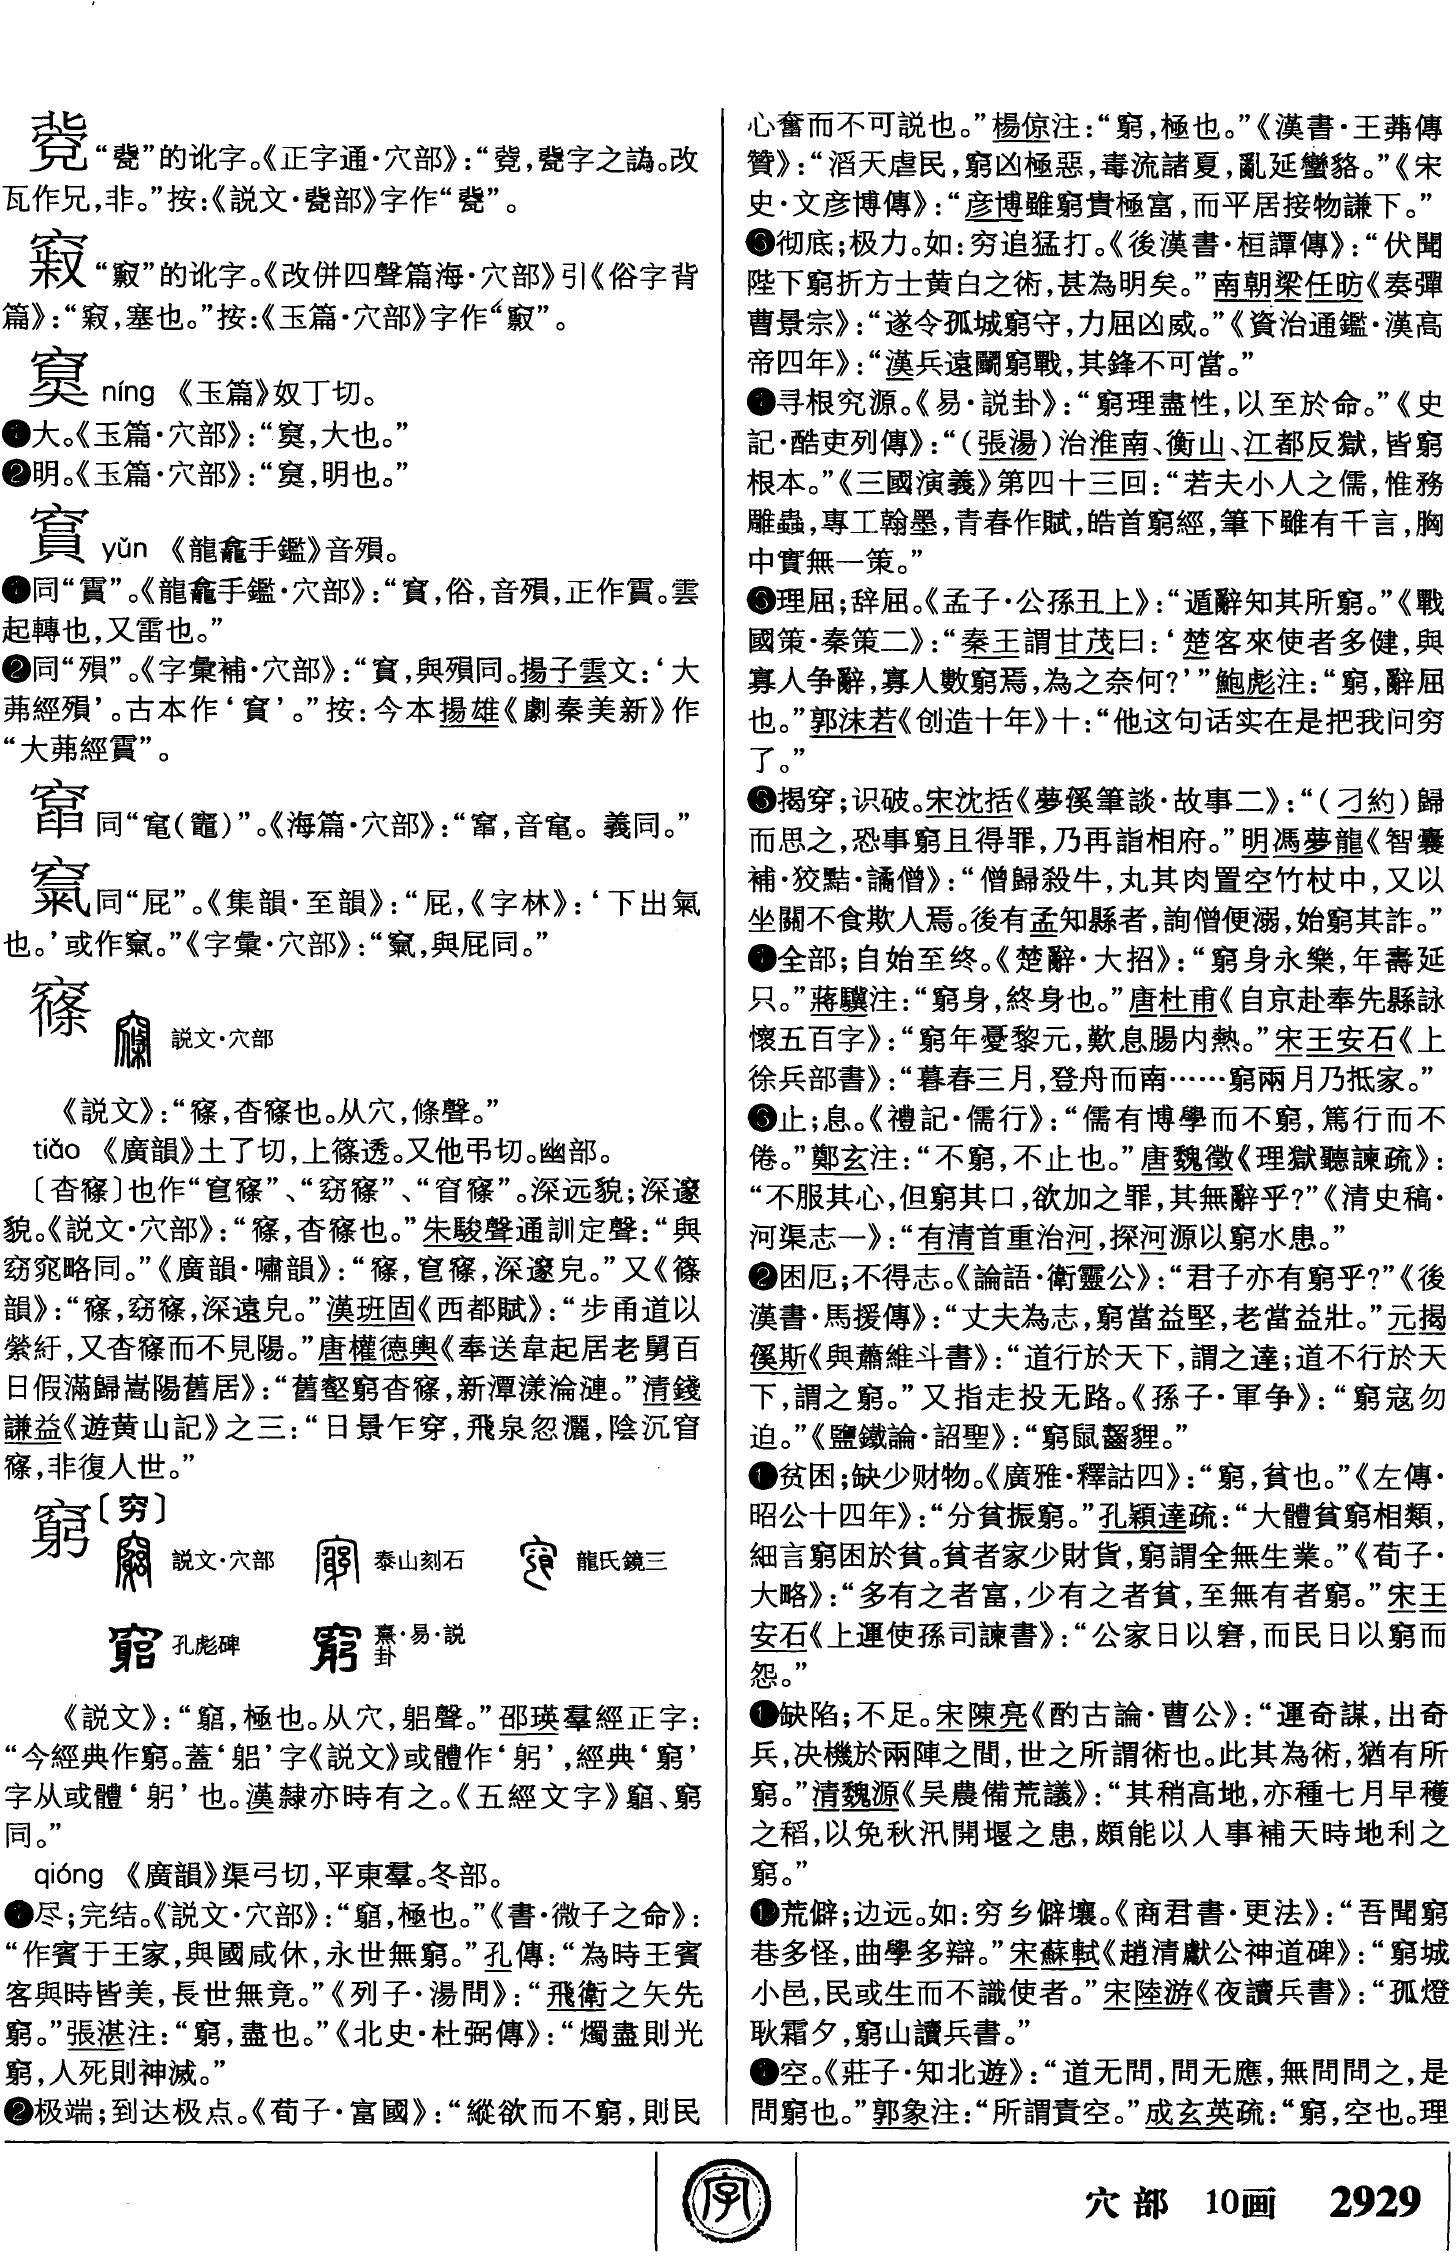 “㼱”的讹字。《正字通·穴部》：“，㼱字之譌。改
瓦作兄，非。”按：《説文·㼱部》字作“㼱”。
“竅”的讹字。《改併四聲篇海·穴部》引《俗字背
篇》：“，塞也。”按：《玉篇·穴部》字作“”。
níng 《玉篇》奴丁切。
❶大。《玉篇·穴部》：“，大也。”
❷明。《玉篇·穴部》：“，明也。”
yǔn 《龍龕手鑑》音殞。
❶同“霣”。《龍龕手鑑·穴部》：“，俗，音殞，正作霣。雲
起轉也，又雷也。”
❷同“殞”。《字彙補·穴部》：“，與殞同。揚子雲文：‘大
茀經殞’。古本作‘’。”按：今本揚雄《劇秦美新》作
“大茀經霣”。
同“竃(竈)”。《海篇·穴部》：“，音竃。義同。”
同“屁”。《集韻·至韻》：“屁，《字林》：‘下出氣
也。’或作。”《字彙·穴部》：“，與屁同。”
窱
説文·穴部
《説文》：“窱，杳窱也。从穴，條聲。”
tiǎo 《廣韻》土了切，上篠透。又他弔切。幽部。
〔杳窱〕也作“窵窱”、“窈窱”、“窅窱”。深远貌；深邃
貌。《説文·穴部》：“窱，杳窱也。”朱駿聲通訓定聲：“與
窈窕略同。”《廣韻·嘯韻》：“窱，窱，深邃皃。”又《篠
韻》：“窱，窈窱，深遠皃。”漢班固《西都賦》：“步甬道以
縈紆，又杳窱而不見陽。”唐權德輿《奉送韋起居老舅百
日假滿歸嵩陽舊居》：“舊壑窮杳窱，新潭漾淪漣。”清錢
謙益《遊黄山記》之三：“日景乍穿，飛泉忽灑，陰沉窅
窱，非復人世。”
窮〔穷〕
説文·穴部 泰山刻石 龍氏鏡三
孔彪碑 熹·易·説卦
《説文》：“竆，極也。从穴，躳聲。”邵瑛羣經正字：
“今經典作窮。蓋‘躳’字《説文》或體作‘躬’，經典‘窮’
字从或體‘躬’也。漢隸亦時有之。《五經文字》竆、窮
同。”
qióng 《廣韻》渠弓切，平東羣。冬部。
❶尽；完结。《説文·穴部》：“竆，極也。”《書·微子之命》：
“作賓于王家，與國咸休，永世無窮。”孔傳：“為時王賓
客與時皆美，長世無竟。”《列子·湯問》：“飛衛之矢先
窮。”張湛注：“窮，盡也。”《北史·杜弼傳》：“燭盡則光
窮，人死則神滅。”
❷极端；到达极点。《荀子·富國》：“縱欲而不窮，則民
心奮而不可説也。”楊倞注：“窮，極也。”《漢書·王莽傳
贊》：“滔天虐民，窮凶極惡，毒流諸夏，亂延蠻貉。”《宋
史·文彦博傳》：“彦博雖窮貴極富，而平居接物謙下。”
❸彻底；极力。如：穷追猛打。《後漢書·桓譚傳》：“伏聞
陛下窮折方士黄白之術，甚為明矣。”南朝梁任昉《奏彈
曹景宗》：“遂令孤城窮守，力屈凶威。”《資治通鑑·漢高
帝四年》：“漢兵遠鬭窮戰，其鋒不可當。”
❹寻根究源。《易·説卦》：“窮理盡性，以至於命。”《史
記·酷吏列傳》：“(張湯)治淮南、衡山、江都反獄，皆窮
根本。”《三國演義》第四十三回：“若夫小人之儒，惟務
雕蟲，專工翰墨，青春作賦，皓首窮經，筆下雖有千言，胸
中實無一策。”
❺理屈；辞屈。《孟子·公孫丑上》：“遁辭知其所窮。”《戰
國策·秦策二》：“秦王謂甘茂曰：‘楚客來使者多健，與
寡人争辭，寡人數窮焉，為之奈何？’”鮑彪注：“窮，辭屈
也。”郭沫若《创造十年》十：“他这句话实在是把我问穷
了。”
❻揭穿；识破。宋沈括《夢溪筆談·故事二》：“(刁約)歸
而思之，恐事窮且得罪，乃再詣相府。”明馮夢龍《智囊
補·狡黠·譎僧》：“僧歸殺牛，丸其肉置空竹杖中，又以
坐關不食欺人焉。後有孟知縣者，詢僧便溺，始窮其詐。”
❼全部；自始至终。《楚辭·大招》：“窮身永樂，年壽延
只。”蔣驥注：“窮身，終身也。”唐杜甫《自京赴奉先縣詠
懷五百字》：“窮年憂黎元，歎息腸内熱。”宋王安石《上
徐兵部書》：“暮春三月，登舟而南……窮兩月乃抵家。”
❽止；息。《禮記·儒行》：“儒有博學而不窮，篤行而不
倦。”鄭玄注：“不窮，不止也。”唐魏徵《理獄聽諫疏》：
“不服其心，但窮其口，欲加之罪，其無辭乎？”《清史稿·
河渠志一》：“有清首重治河，探河源以窮水患。”
❾困厄；不得志。《論語·衛靈公》：“君子亦有窮乎？”《後
漢書·馬援傳》：“丈夫為志，窮當益堅，老當益壯。”元揭
傒斯《與蕭維斗書》：“道行於天下，謂之達；道不行於天
下，謂之窮。”又指走投无路。《孫子·軍争》：“窮寇勿
迫。”《鹽鐵論·詔聖》：“窮鼠齧貍。”
❿贫困；缺少财物。《廣雅·釋詁四》：“窮，貧也。”《左傳·
昭公十四年》：“分貧振窮。”孔穎達疏：“大體貧窮相類，
細言窮困於貧。貧者家少財貨，窮謂全無生業。”《荀子·
大略》：“多有之者富，少有之者貧，至無有者窮。”宋王
安石《上運使孫司諫書》：“公家日以窘，而民日以窮而
怨。”
⓫缺陷；不足。宋陳亮《酌古論·曹公》：“運奇謀，出奇
兵，决機於兩陣之間，世之所謂術也。此其為術，猶有所
窮。”清魏源《吴農備荒議》：“其稍高地，亦種七月早穫
之稻，以免秋汛開堰之患，頗能以人事補天時地利之
窮。”
⓬荒僻；边远。如：穷乡僻壤。《商君書·更法》：“吾聞窮
巷多怪，曲學多辯。”宋蘇軾《趙清獻公神道碑》：“窮城
小邑，民或生而不識使者。”宋陸游《夜讀兵書》：“孤燈
耿霜夕，窮山讀兵書。”
⓭空。《莊子·知北遊》：“道无問，問无應，無問問之，是
問窮也。”郭象注：“所謂責空。”成玄英疏：“窮，空也。理
字
穴部 10画 2929